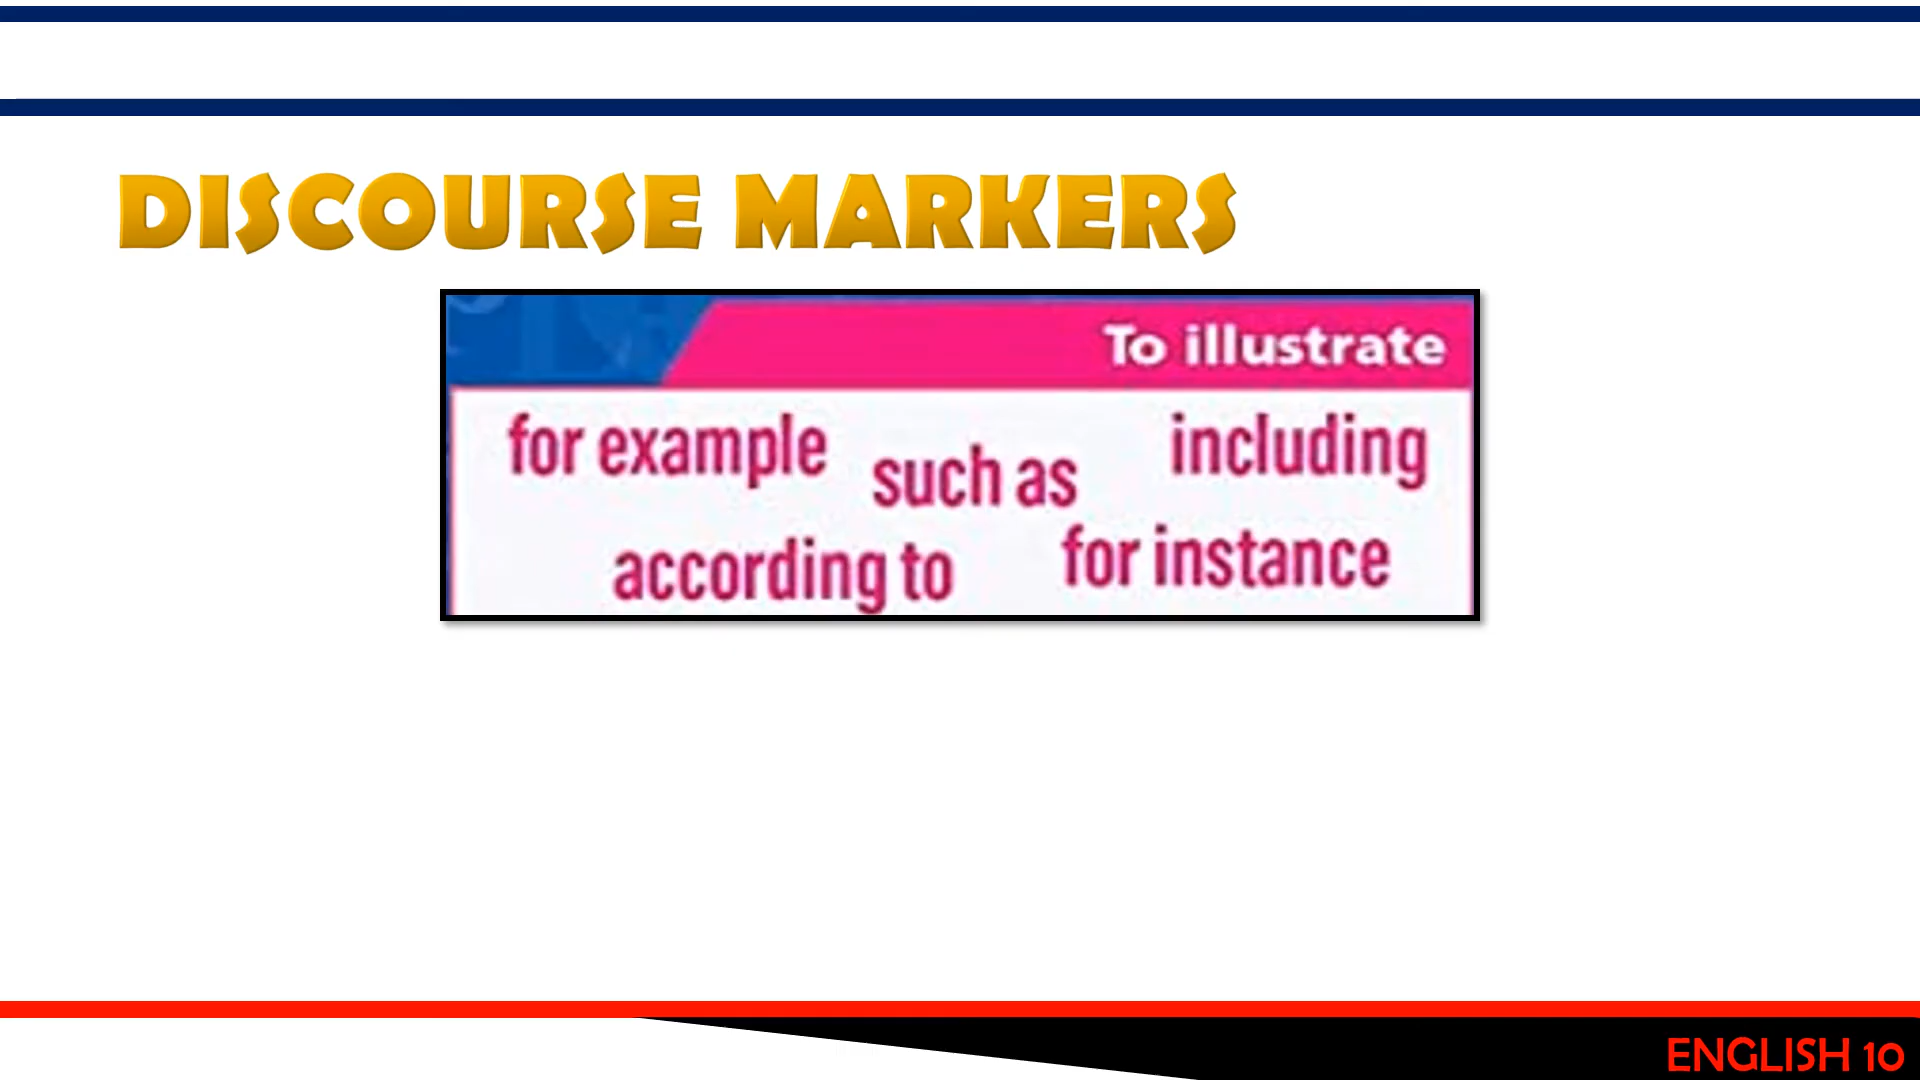 DISCOURSE MARKERS
To illustrate
for example such as including
according to for instance
ENGLISH 10